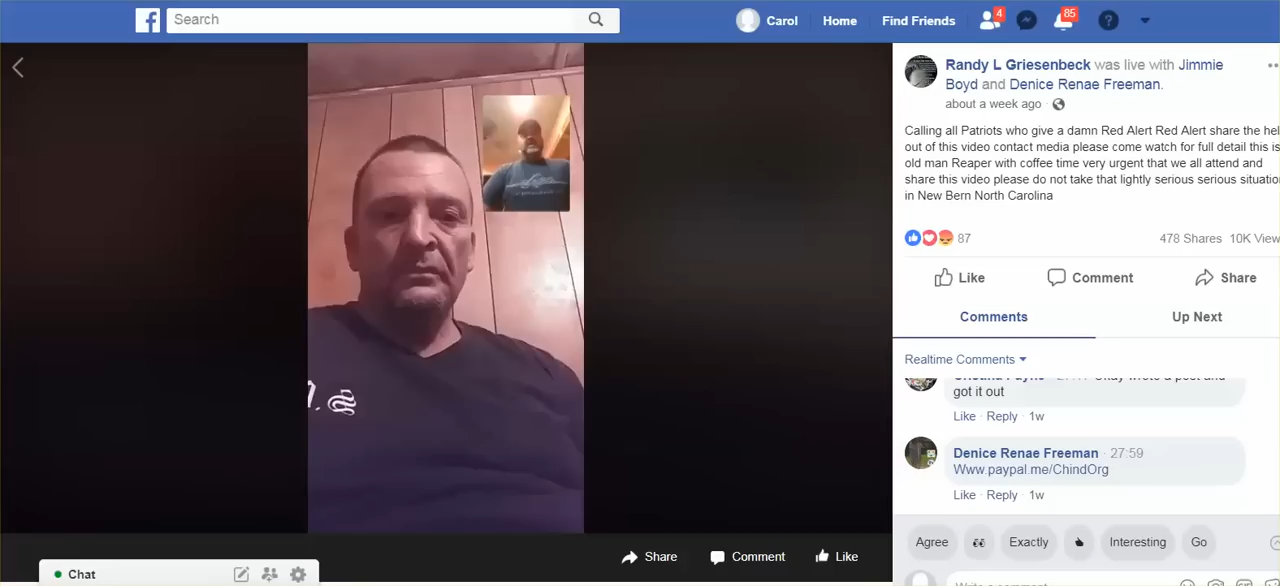 Search
Carol
Home
Find Friends
4
85
Randy L Griesenbeck was live with Jimmie
Boyd and Denice Renae Freeman.
about a week ago
Calling all Patriots who give a damn Red Alert Red Alert share the hel
out of this video contact media please come watch for full detail this is
old man Reaper with coffee time very urgent that we all attend and
share this video please do not take that lightly serious serious situatio
in New Bern North Carolina
87
478 Shares 10K View
Like
Comment
Share
Comments
Up Next
Realtime Comments
wrote a post and
got it out
Like · Reply · 1w
Denice Renae Freeman · 27:59
Www.paypal.me/ChindOrg
Like · Reply · 1w
Agree
Exactly
Interesting
Go
Share
Comment
Like
Chat